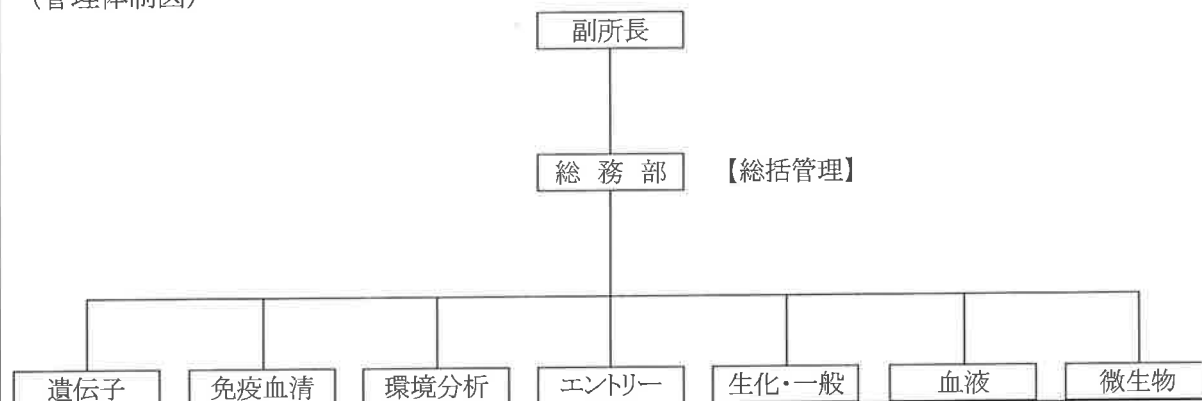 (管理体制図)
副所長
総務部 【総括管理】
遺伝子 免疫血清 環境分析 エントリー 生化・一般 血液 微生物